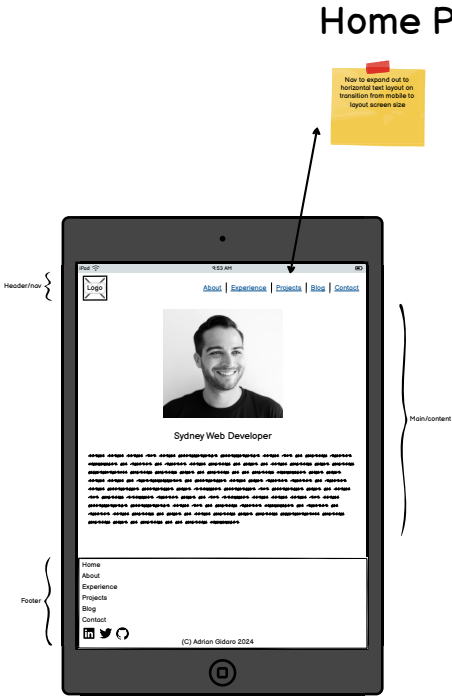 Home P
Nav to expand out to
horizontal text layout on
transition from mobile to
layout screen size
iPod
9:53 AM
Header/nav
Logo
About | Experience | Projects | Blog | Contact
Main/content
Sydney Web Developer
Footer
Home
About
Experience
Projects
Blog
Contact
(C) Adrian Gidaro 2024